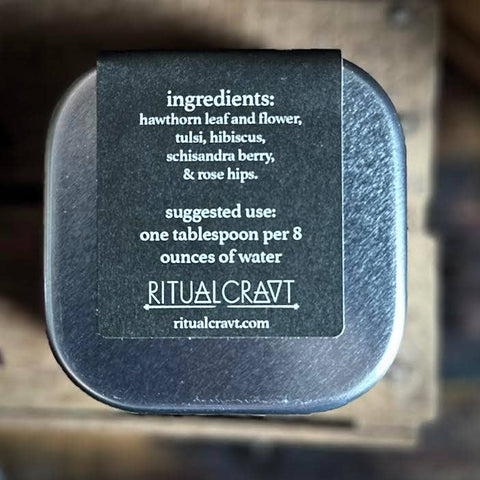 ingredients:
hawthorn leaf and flower,
tulsi, hibiscus,
schisandra berry,
& rose hips.
suggested use:
one tablespoon per 8
ounces of water
RITUALCRAVT
ritualcravt.com